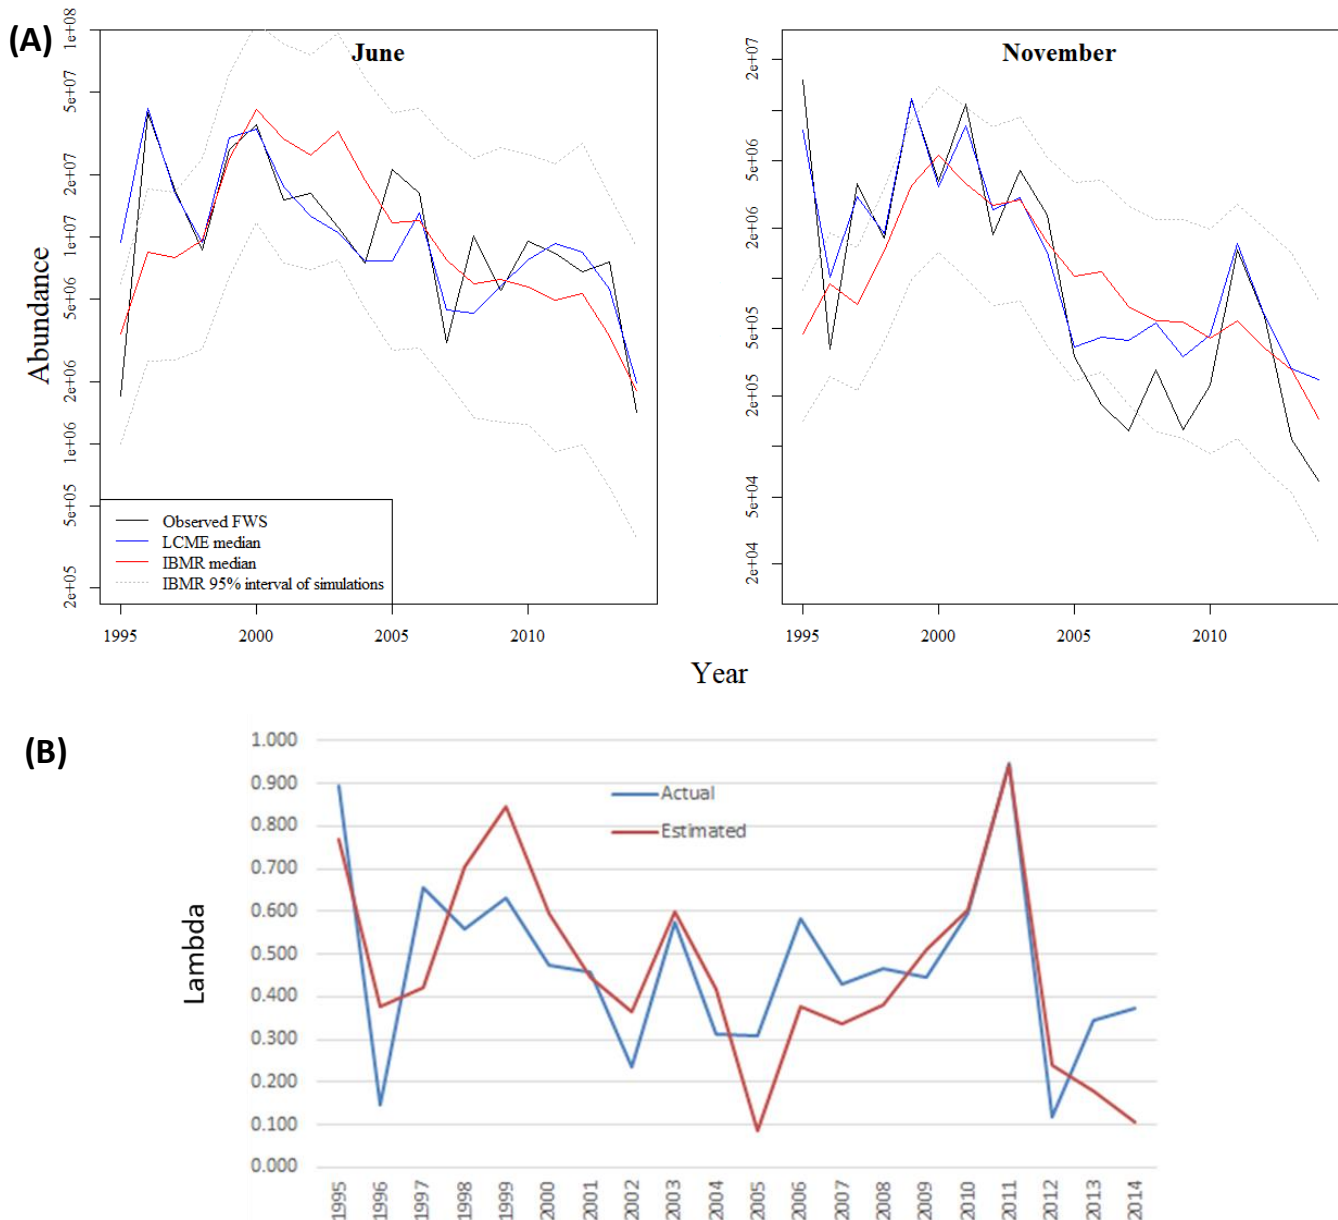 (A)
June
November
Abundance
1e+08
5e+07
2e+07
1e+07
5e+06
2e+06
1e+06
5e+05
2e+05
2e+07
5e+06
2e+06
5e+05
2e+05
5e+04
2e+04
Observed FWS
LCME median
IBMR median
IBMR 95% interval of simulations
1995 2000 2005 2010
1995 2000 2005 2010
Year
(B)
Lambda
1.000
0.900
0.800
0.700
0.600
0.500
0.400
0.300
0.200
0.100
0.000
Actual
Estimated
1995 1996 1997 1998 1999 2000 2001 2002 2003 2004 2005 2006 2007 2008 2009 2010 2011 2012 2013 2014